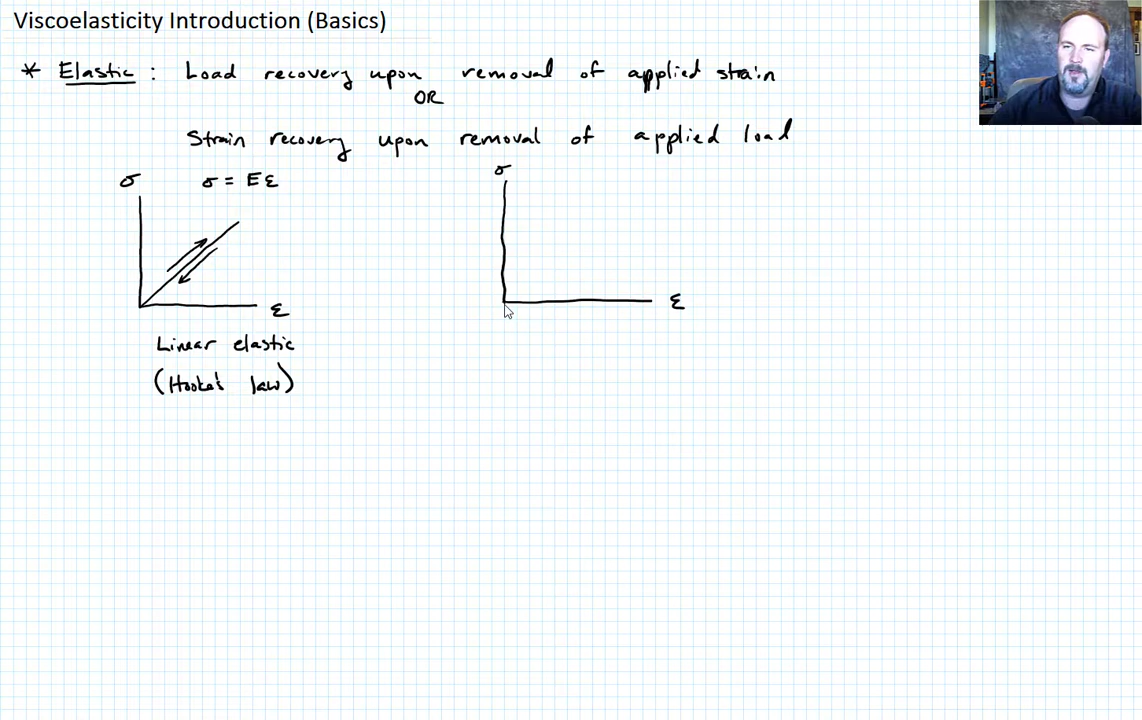 Viscoelasticity Introduction (Basics)
* Elastic : Load recovery upon removal of applied strain
OR
Strain recovery upon removal of applied load
σ σ = Eε
σ
ε
ε
Linear elastic
(Hooke's law)